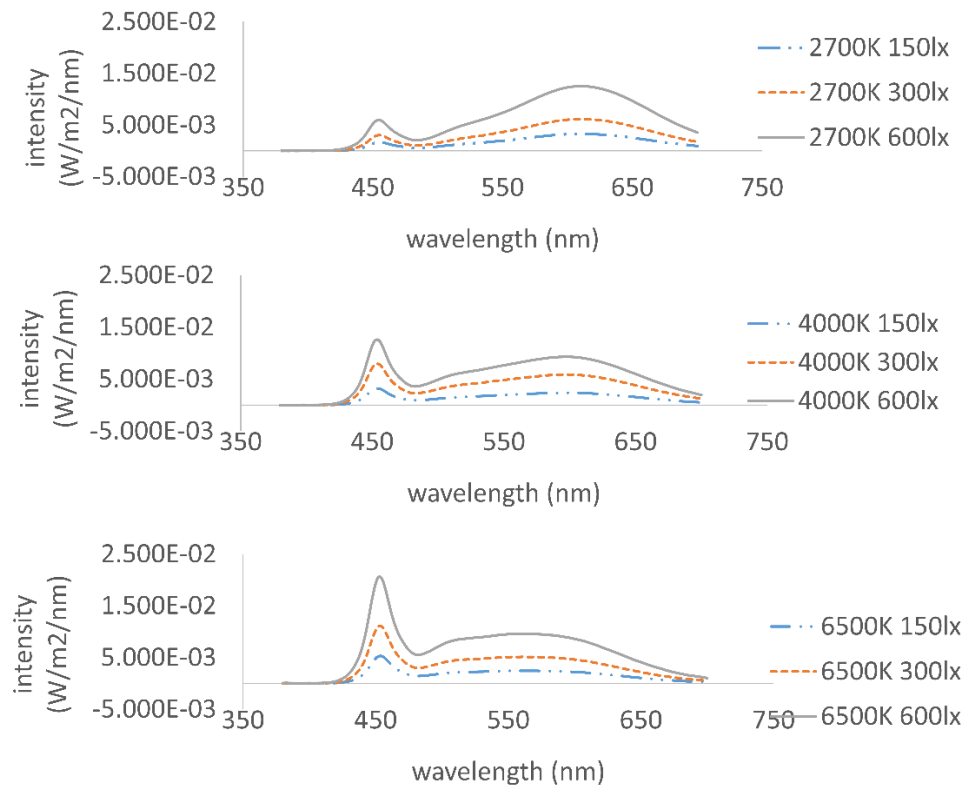 2.500E-02
1.500E-02
5.000E-03
-5.000E-03
intensity
(W/m2/nm)
350 450 550 650 750
wavelength (nm)
2700K 150lx
2700K 300lx
2700K 600lx
2.500E-02
1.500E-02
5.000E-03
-5.000E-03
intensity
(W/m2/nm)
350 450 550 650 750
wavelength (nm)
4000K 150lx
4000K 300lx
4000K 600lx
2.500E-02
1.500E-02
5.000E-03
-5.000E-03
intensity
(W/m2/nm)
350 450 550 650 750
wavelength (nm)
6500K 150lx
6500K 300lx
6500K 600lx